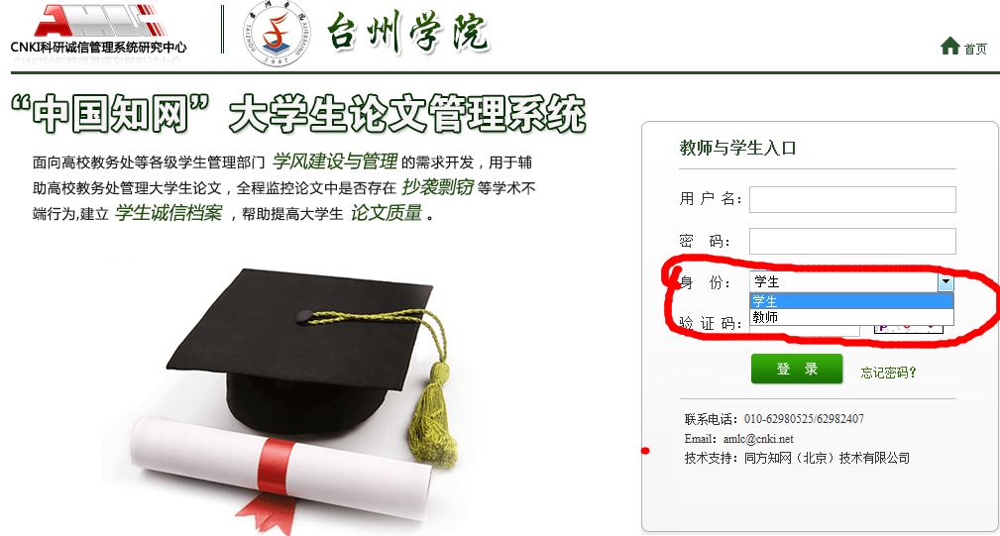 AMLC
CNKI科研诚信管理系统研究中心
台州学院
TAIZHOU
UNIVERSITY
1907
首页
“中国知网”大学生论文管理系统
面向高校教务处等各级学生管理部门 学风建设与管理 的需求开发，用于辅
助高校教务处管理大学生论文，全程监控论文中是否存在 抄袭剽窃 等学术不
端行为,建立 学生诚信档案 ，帮助提高大学生 论文质量 。
教师与学生入口
用 户 名：
密 码：
身 份： 学生
学生
教师
验 证 码：
登 录 忘记密码？
联系电话：010-62980525/62982407
Email：amlc@cnki.net
技术支持：同方知网（北京）技术有限公司